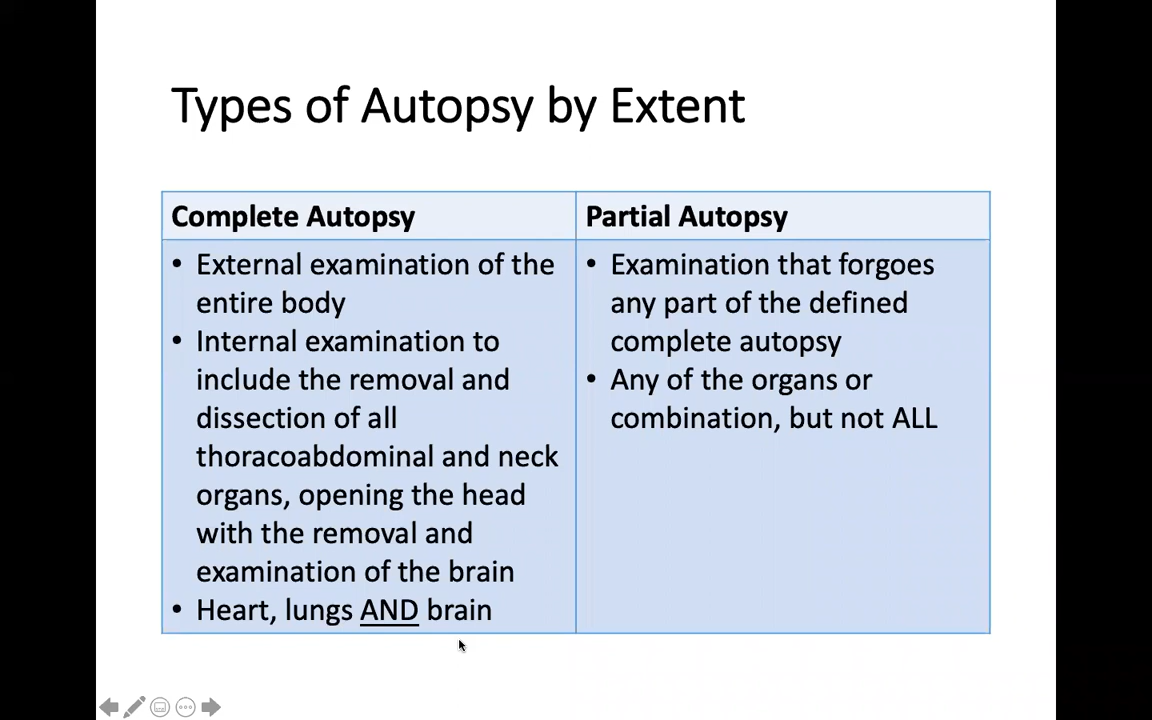 Types of Autopsy by Extent
Complete Autopsy
• External examination of the
entire body
• Internal examination to
include the removal and
dissection of all
thoracoabdominal and neck
organs, opening the head
with the removal and
examination of the brain
• Heart, lungs AND brain
Partial Autopsy
• Examination that forgoes
any part of the defined
complete autopsy
• Any of the organs or
combination, but not ALL